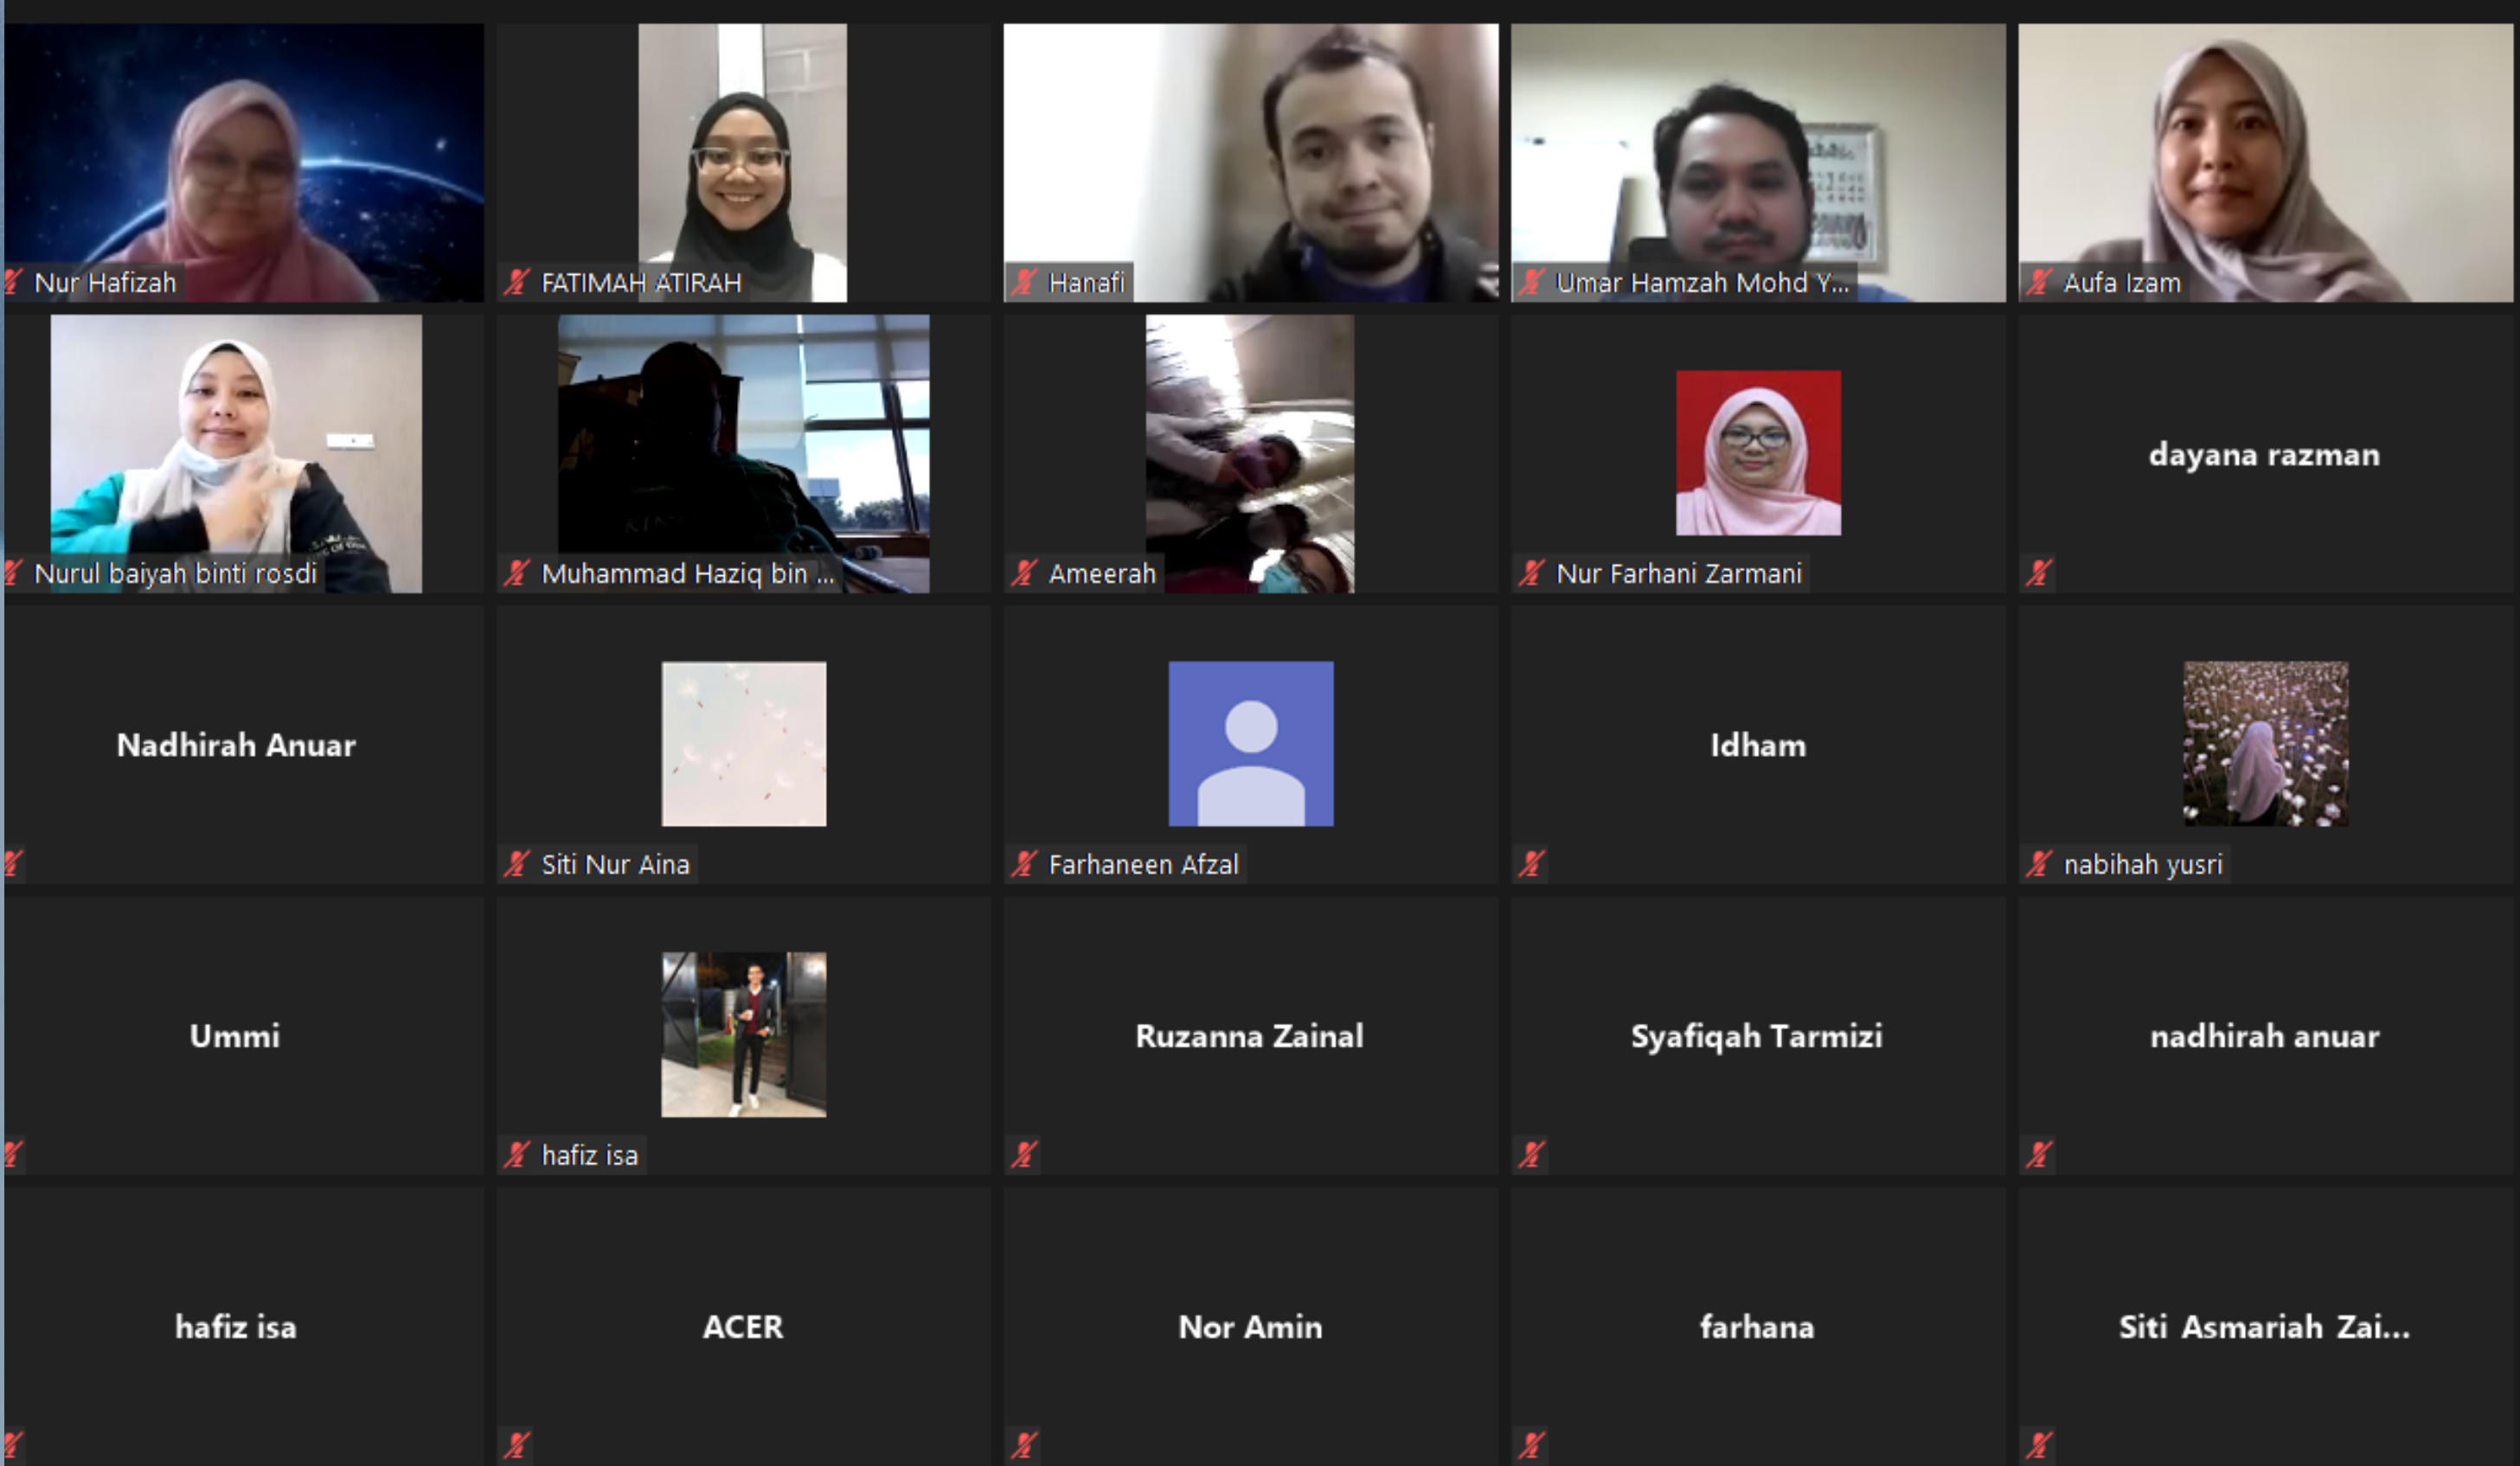 Nur Hafizah
FATIMAH ATIRAH
Hanafi
Umar Hamzah Mohd Y...
Aufa Izam
Nurul baiyah binti rosdi
Muhammad Haziq bin ...
Ameerah
Nur Farhani Zarmani
dayana razman
Nadhirah Anuar
Siti Nur Aina
Farhaneen Afzal
Idham
nabihah yusri
Ummi
hafiz isa
Ruzanna Zainal
Syafiqah Tarmizi
nadhirah anuar
hafiz isa
ACER
Nor Amin
farhana
Siti Asmariah Zai...